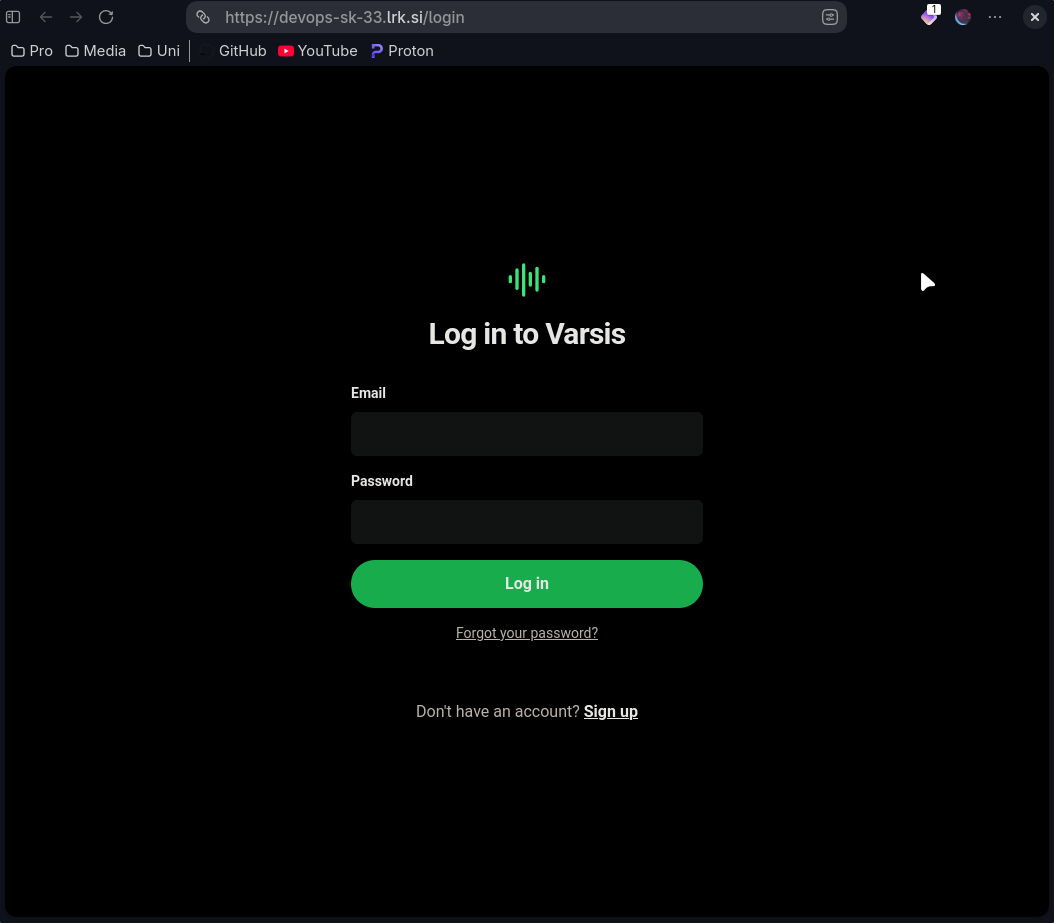 https://devops-sk-33.lrk.si/login
1
Pro Media Uni GitHub YouTube Proton
Log in to Varsis
Email
Password
Log in
Forgot your password?
Don't have an account? Sign up